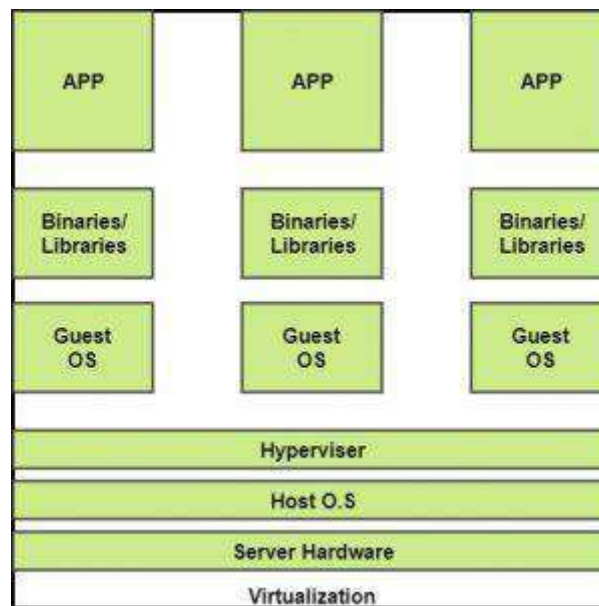 APP APP APP
Binaries/ Binaries/ Binaries/
Libraries Libraries Libraries
Guest Guest Guest
OS OS OS
Hyperviser
Host O.S
Server Hardware
Virtualization